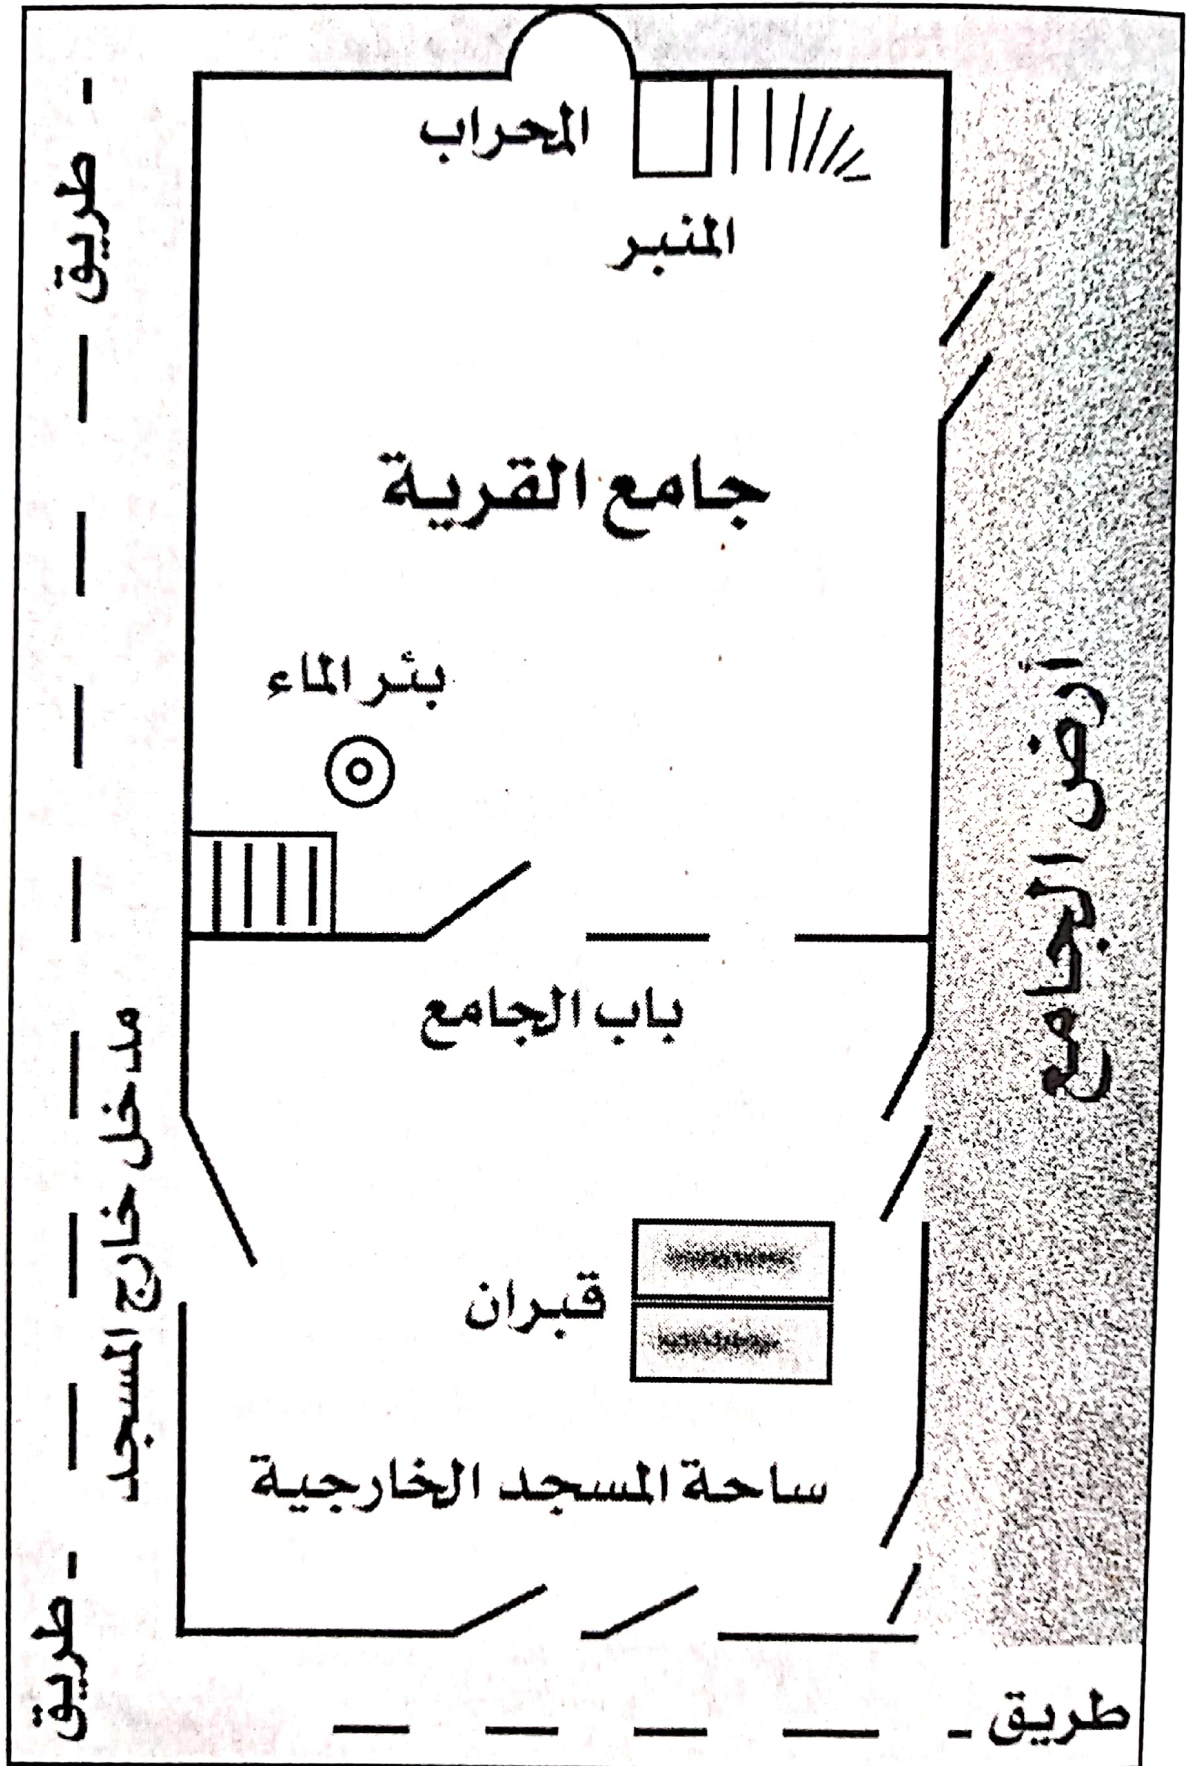 المحراب
المنبر
- طريق -
جامع القرية
بئر الماء
أرض الجامع
باب الجامع
مدخل خارج المسجد
قبران
ساحة المسجد الخارجية
- طريق
طريق -